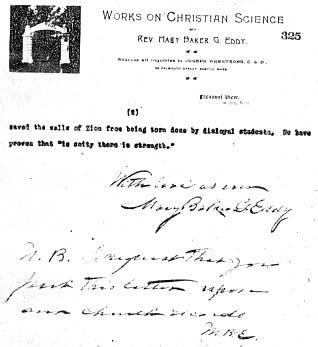 WORKS ON CHRISTIAN SCIENCE
BY
REV. MARY BAKER G. EDDY.
325
Address all inquiries to JOSEPH ARMSTRONG, C. S. D.,
95 FALMOUTH STREET, BOSTON, MASS.
Pleasant View,
(2)
saved the walls of Zion from being torn down by disloyal students. We have
proven that "in unity there is strength."
With love as ever
Mary Baker G. Eddy
N. B. I request that you
this letter upon
our church records
M.B.E.